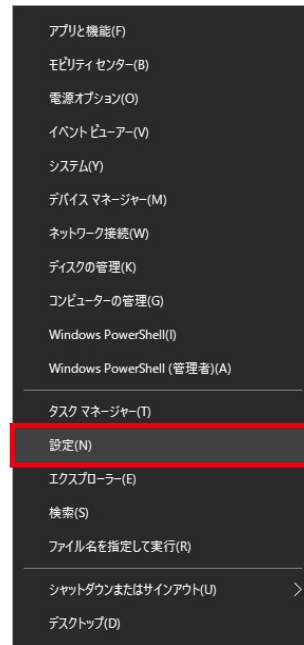 アプリと機能(F)
モビリティ センター(B)
電源オプション(O)
イベント ビューアー(V)
システム(Y)
デバイス マネージャー(M)
ネットワーク接続(W)
ディスクの管理(K)
コンピューターの管理(G)
Windows PowerShell(I)
Windows PowerShell (管理者)(A)
タスク マネージャー(T)
設定(N)
エクスプローラー(E)
検索(S)
ファイル名を指定して実行(R)
シャットダウンまたはサインアウト(U)
デスクトップ(D)